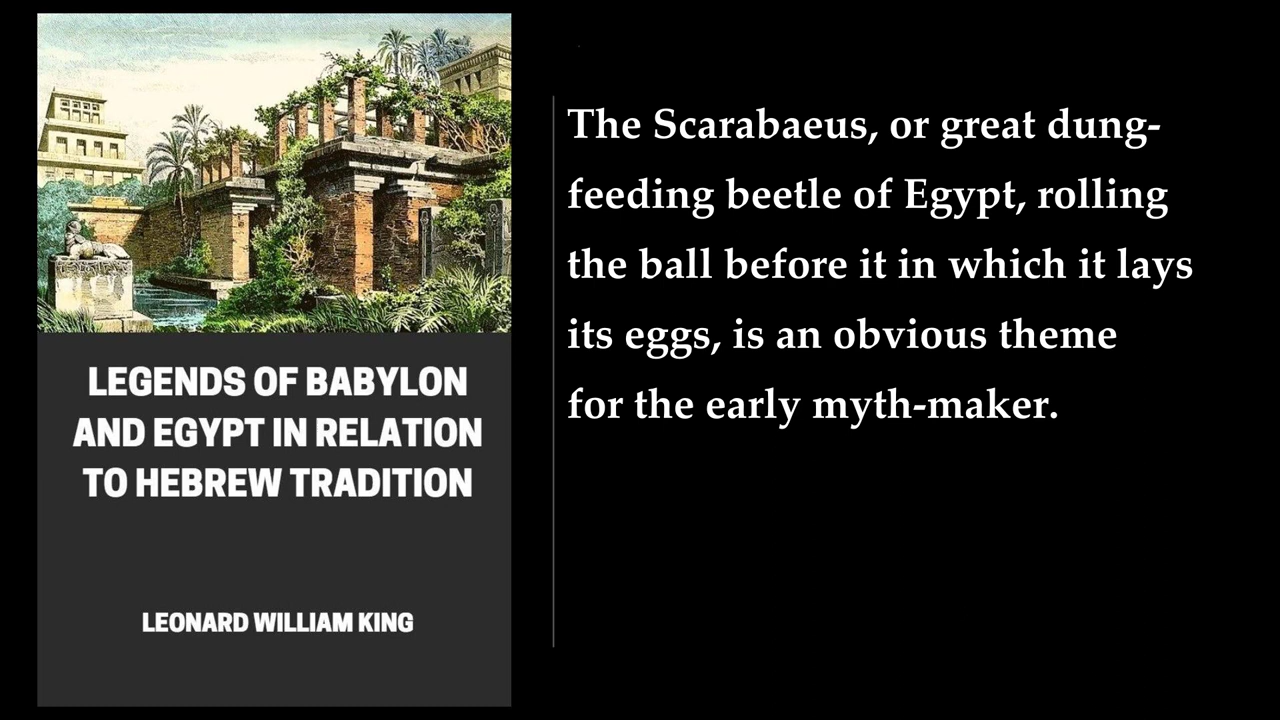 LEGENDS OF BABYLON
AND EGYPT IN RELATION
TO HEBREW TRADITION
LEONARD WILLIAM KING
The Scarabaeus, or great dung-
feeding beetle of Egypt, rolling
the ball before it in which it lays
its eggs, is an obvious theme
for the early myth-maker.